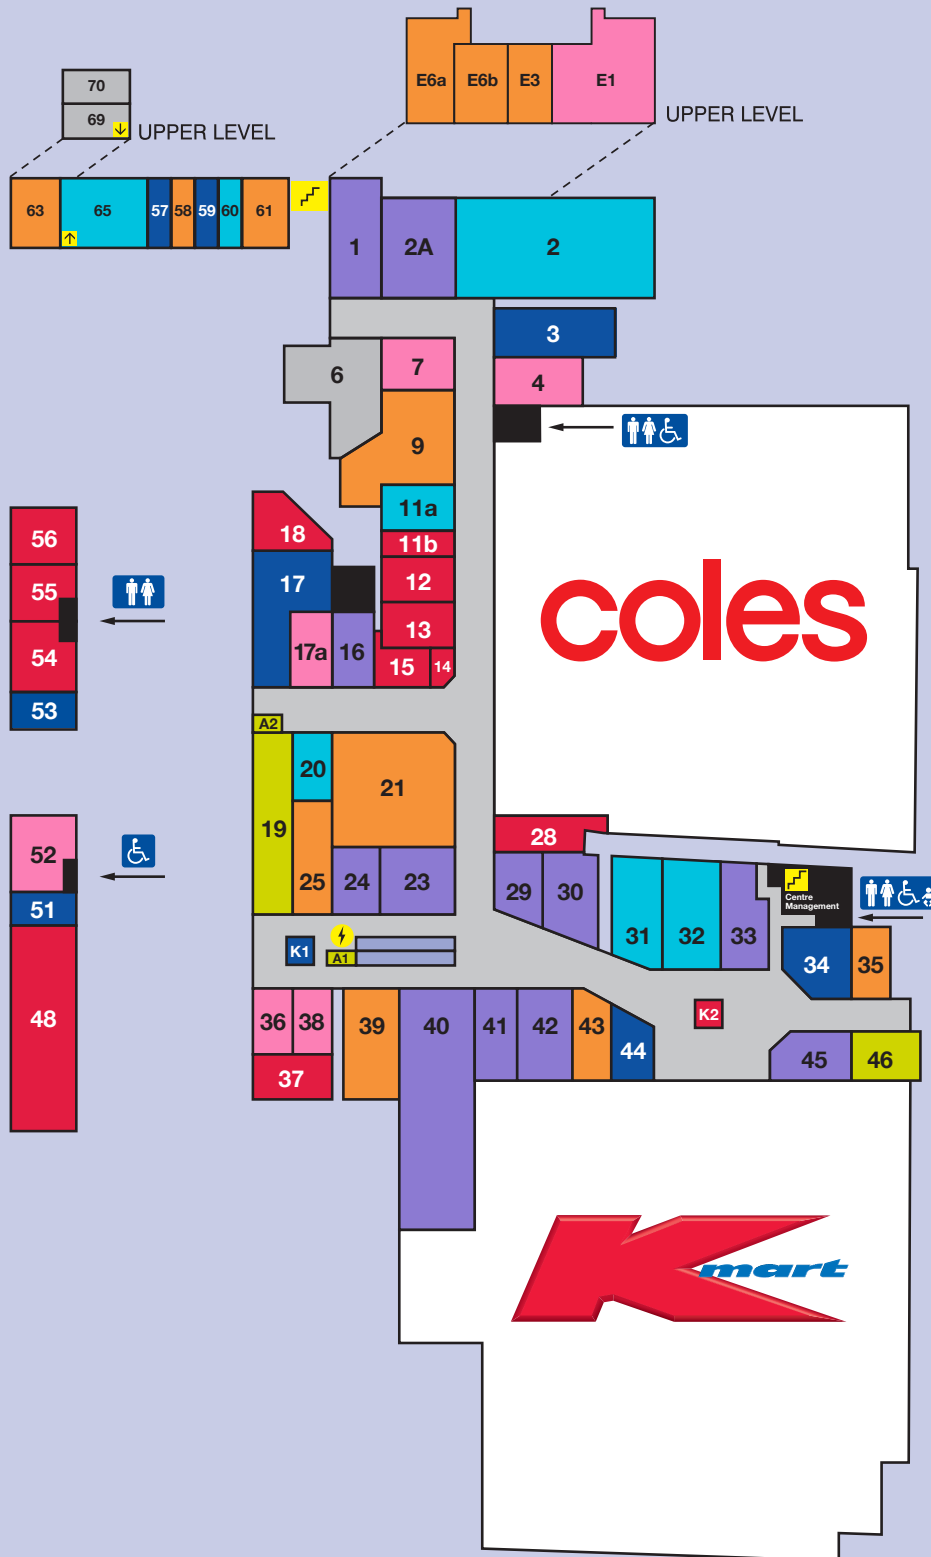 E6a E6b E3 E1
70
69
UPPER LEVEL
UPPER LEVEL
63 65 57 58 59 60 61
1 2A 2
3
6 7 4
9
11a
18 11b
56
17 12
55
13
17a 16 15 14
54
53
coles
A2
20
21
19
28
52
25 24 23 29 30
51
31 32 33
Centre
Management
K1 A1
34 35
48
36 38 39 40 41 42 43 44
K2
37
45 46
K
mart